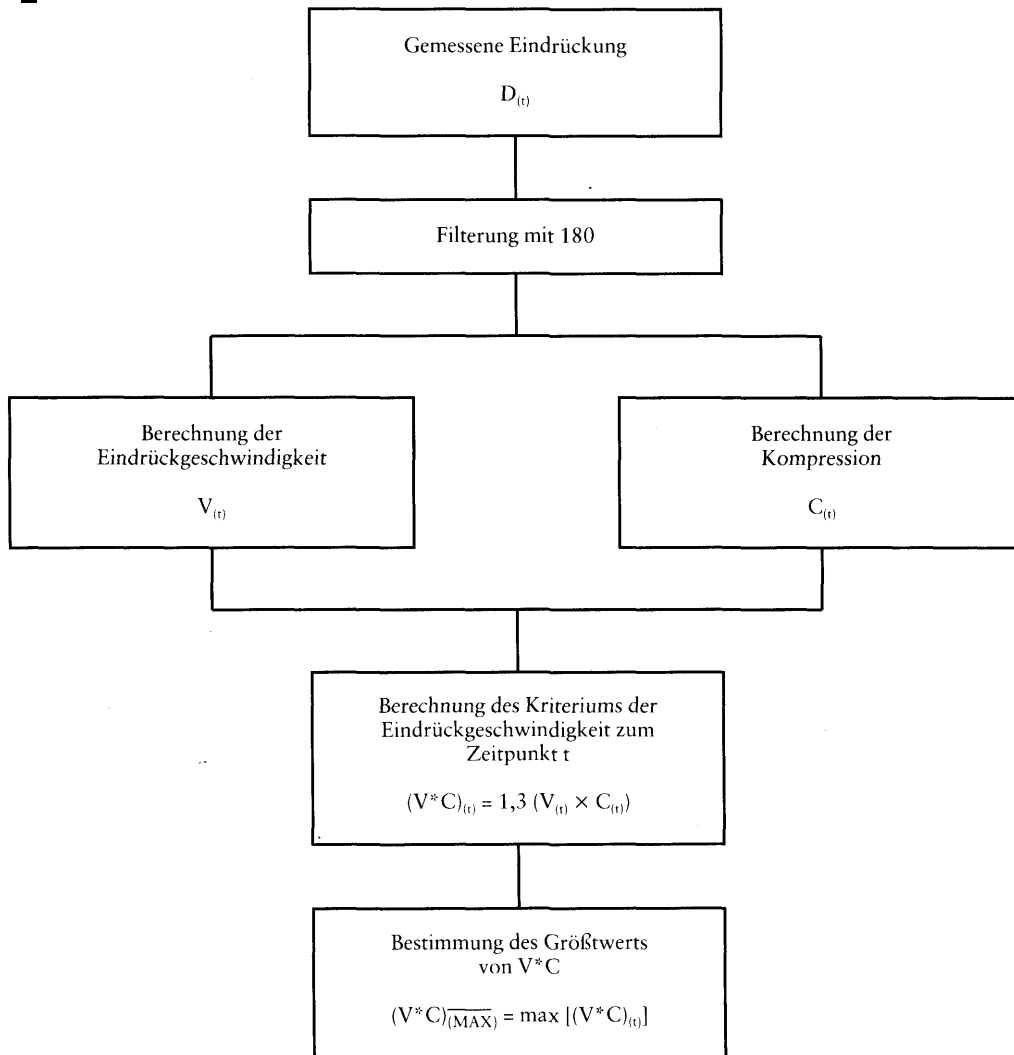 Gemessene Eindrückung
D(t)
Filterung mit 180
Berechnung der
Eindrückgeschwindigkeit
V(t)
Berechnung der
Kompression
C(t)
Berechnung des Kriteriums der
Eindrückgeschwindigkeit zum
Zeitpunkt t
(V*C)(t) = 1,3 (V(t) × C(t))
Bestimmung des Größtwerts
von V*C
(V*C)(MAX) = max [(V*C)(t)]